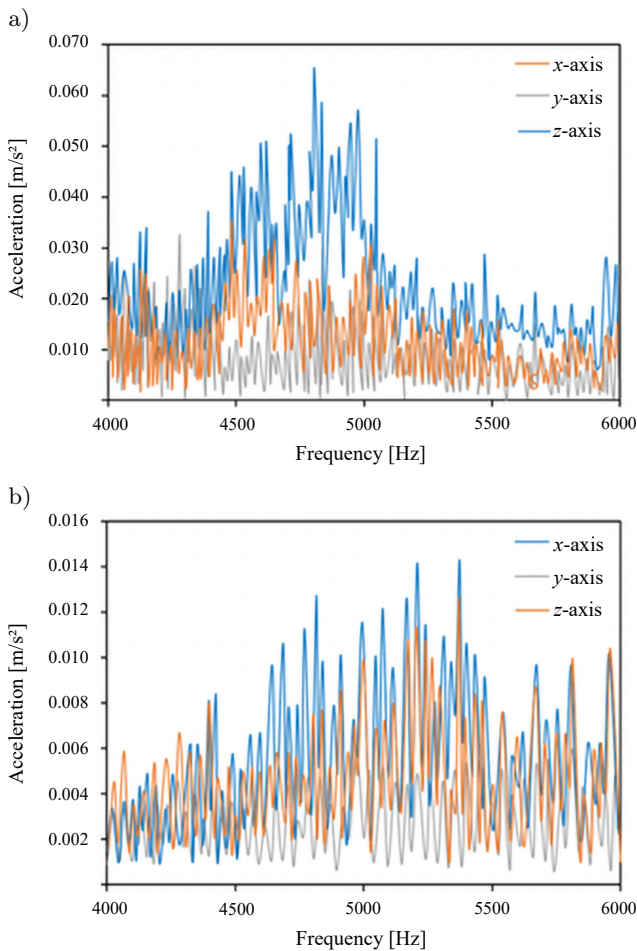 a)
0.070
0.060
0.050
0.040
0.030
0.020
0.010
Acceleration [m/s²]
x-axis
y-axis
z-axis
4000 4500 5000 5500 6000
Frequency [Hz]
b)
0.016
0.014
0.012
0.010
0.008
0.006
0.004
0.002
Acceleration [m/s²]
x-axis
y-axis
z-axis
4000 4500 5000 5500 6000
Frequency [Hz]